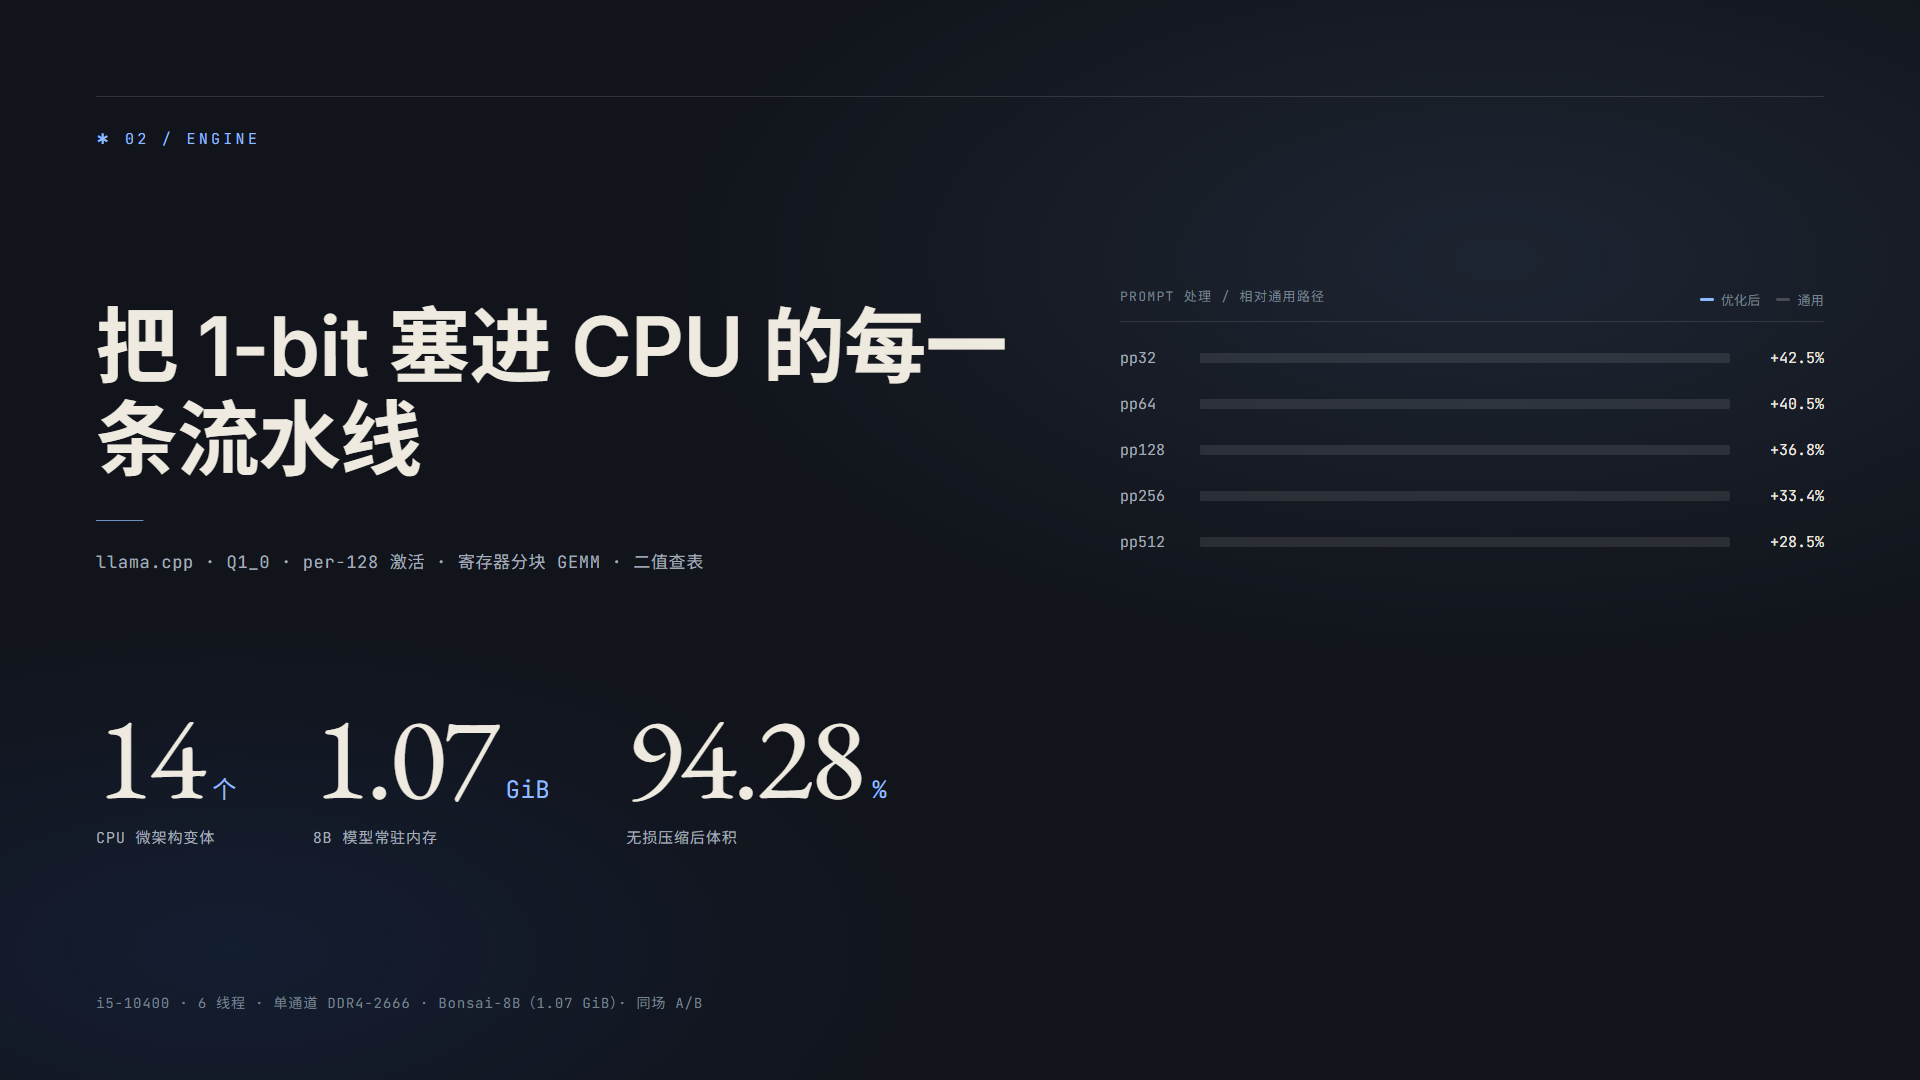 * 02 / ENGINE
把 1-bit 塞进 CPU 的每一
条流水线
llama.cpp · Q1_0 · per-128 激活 · 寄存器分块 GEMM · 二值查表
14 个
CPU 微架构变体
1.07 GiB
8B 模型常驻内存
94.28 %
无损压缩后体积
PROMPT 处理 / 相对通用路径
优化后 通用
pp32 +42.5%
pp64 +40.5%
pp128 +36.8%
pp256 +33.4%
pp512 +28.5%
i5-10400 · 6 线程 · 单通道 DDR4-2666 · Bonsai-8B（1.07 GiB）· 同场 A/B